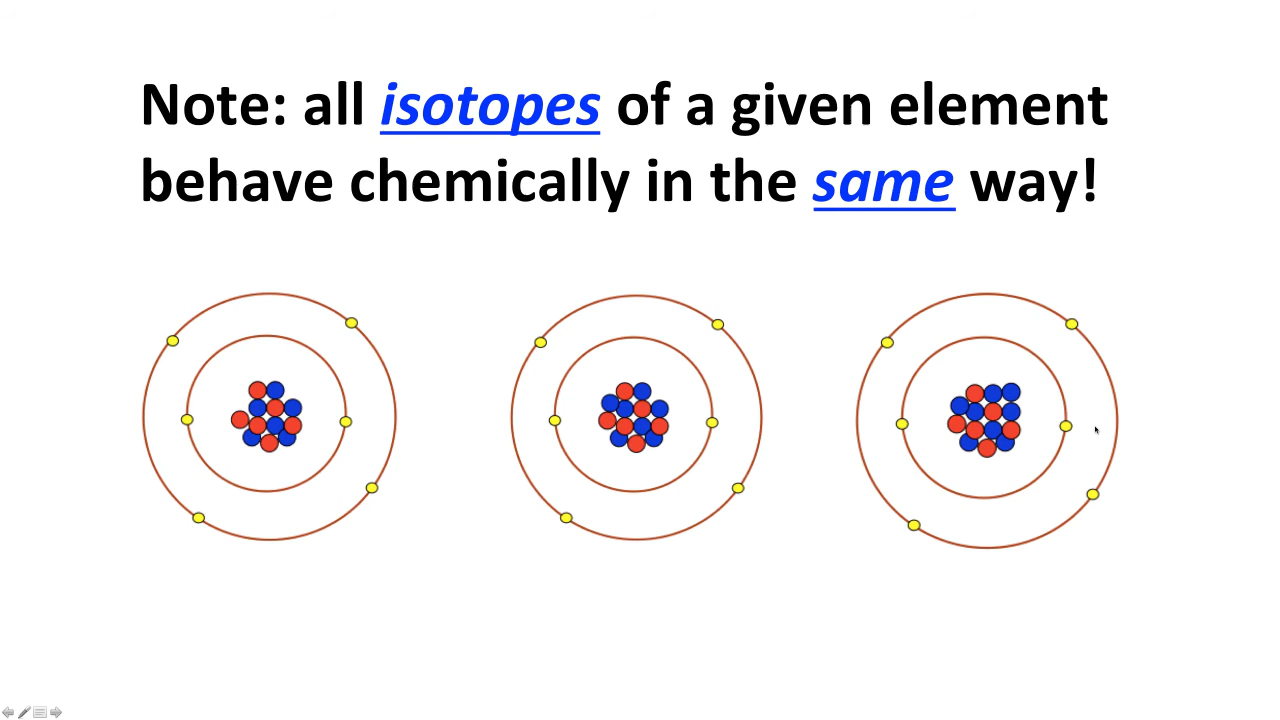 Note: all isotopes of a given element
behave chemically in the same way!